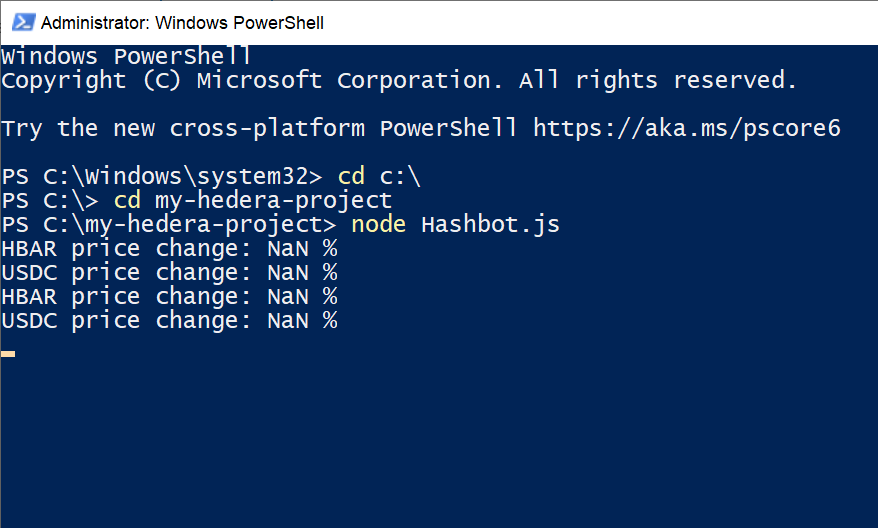 Administrator: Windows PowerShell
Windows PowerShell
Copyright (C) Microsoft Corporation. All rights reserved.
Try the new cross-platform PowerShell https://aka.ms/pscore6
PS C:\Windows\system32> cd c:\
PS C:\> cd my-hedera-project
PS C:\my-hedera-project> node Hashbot.js
HBAR price change: NaN %
USDC price change: NaN %
HBAR price change: NaN %
USDC price change: NaN %